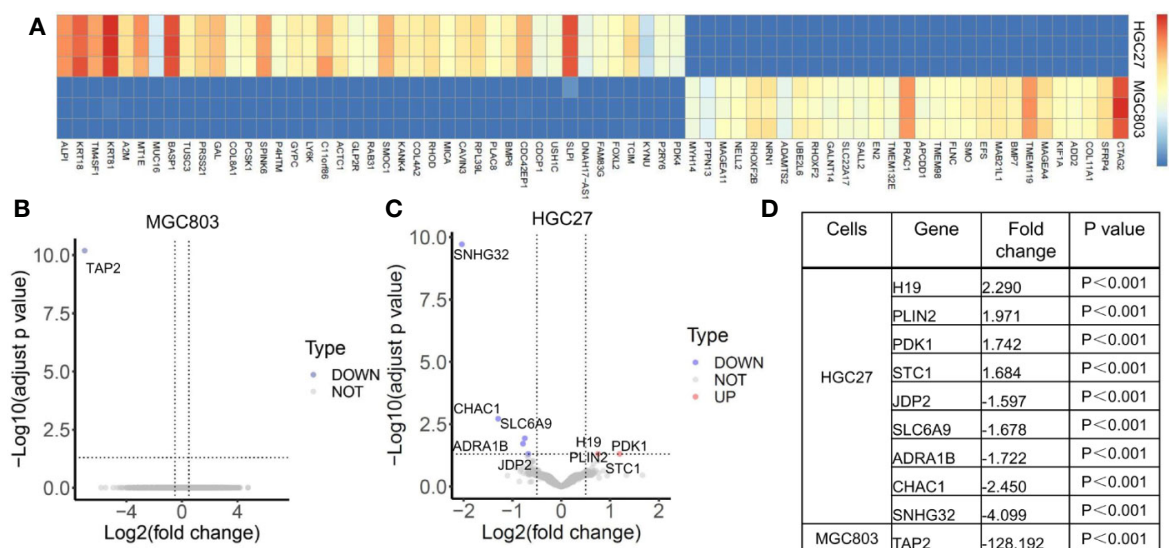 A
HGC27
MGC803
ALPI
KRT18
TM4SF1
KRT81
A2M
MT1E
MUC16
BASP1
TUSC3
PRSS21
GAL
COL8A1
PCSK1
SPINK6
P4HTM
GYPC
LY6K
C11orf86
ACTC1
GLP2R
RAB31
SMOC1
KANK4
COL4A2
RHOD
MICA
CAVIN3
RPL39L
PLAC8
BMP8
CDC42EP1
CDCP1
USH1C
SLPI
DNAH17-AS1
FAM83G
FOXL2
TCIM
KYNU
P2RY6
PDK4
MYH14
PTPN13
MAGEA11
NELL2
RHOXF2B
NRN1
ADAMTS2
UBE2L6
RHOXF2
GALNT14
SLC22A17
SALL2
EN2
TMEM132E
PRAC1
APCDD1
TMEM98
FLNC
SMO
EFS
MAB21L1
BMP7
TMEM119
MAGEA4
KIF1A
ADD2
COL11A1
SFRP4
CTAG2
B
MGC803
−Log10(adjust p value)
10.0
7.5
5.0
2.5
0.0
TAP2
−4
0
4
Log2(fold change)
Type
DOWN
NOT
C
HGC27
−Log10(adjust p value)
10.0
7.5
5.0
2.5
0.0
SNHG32
CHAC1
SLC6A9
ADRA1B
JDP2
H19
PDK1
PLIN2
STC1
−2
−1
0
1
2
Log2(fold change)
Type
DOWN
NOT
UP
D
Cells Gene Fold change P value
HGC27
H19 2.290 P<0.001
PLIN2 1.971 P<0.001
PDK1 1.742 P<0.001
STC1 1.684 P<0.001
JDP2 -1.597 P<0.001
SLC6A9 -1.678 P<0.001
ADRA1B -1.722 P<0.001
CHAC1 -2.450 P<0.001
SNHG32 -4.099 P<0.001
MGC803 TAP2 -128.192 P<0.001